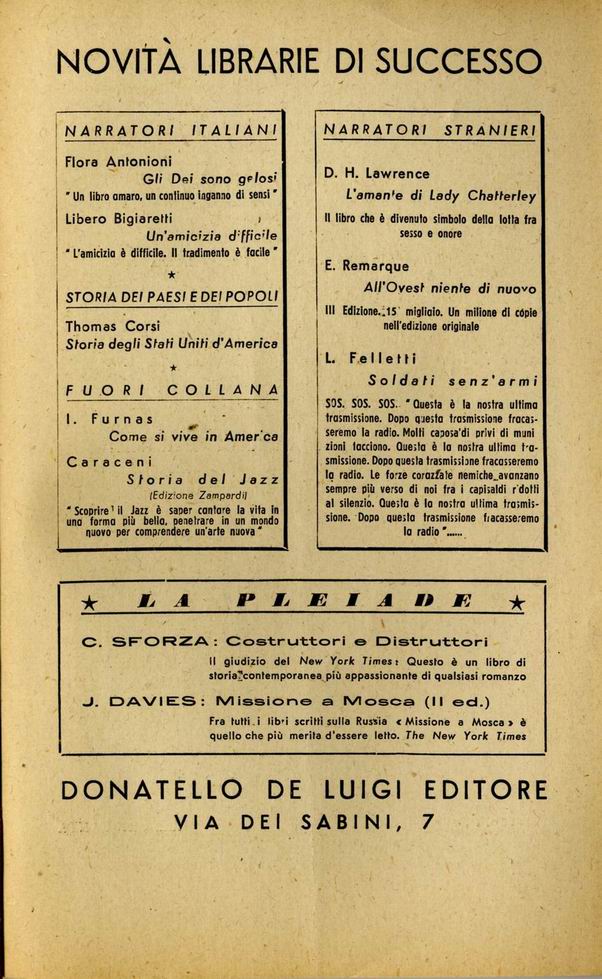 NOVITÀ LIBRARIE DI SUCCESSO
NARRATORI ITALIANI
Flora Antonioni
Gli Dei sono gelosi
" Un libro amaro, un continuo inganno di sensi "
Libero Bigiaretti
Un'amicizia difficile
" L'amicizia è difficile. Il tradimento è facile "
★
STORIA DEI PAESI E DEI POPOLI
Thomas Corsi
Storia degli Stati Uniti d'America
★
FUORI COLLANA
I. Furnas
Come si vive in America
Caraceni
Storia del Jazz
(Edizione Zampardi)
" Scoprire il Jazz è saper cantare la vita in
una forma più bella, penetrare in un mondo
nuovo per comprendere un'arte nuova "
NARRATORI STRANIERI
D. H. Lawrence
L'amante di Lady Chatterley
Il libro che è divenuto simbolo della lotta fra
sesso e onore
E. Remarque
All'Ovest niente di nuovo
III Edizione. 15 migliaio. Un milione di copie
nell'edizione originale
L. Felletti
Soldati senz'armi
SOS. SOS. SOS. " Questa è la nostra ultima
trasmissione. Dopo questa trasmissione fracas-
seremo la radio. Molti caposa'di privi di muni
zioni tacciono. Questa è la nostra ultima tra-
smissione. Dopo questa trasmissione fracasseremo
la radio. Le forze corazzate nemiche avanzano
sempre più verso di noi fra i capisaldi ridotti
al silenzio. Questa è la nostra ultima trasmis-
sione. Dopo questa trasmissione fracasseremo
la radio "......
★ LA PLEIADE ★
C. SFORZA: Costruttori e Distruttori
Il giudizio del New York Times: Questo è un libro di
storia contemporanea più appassionante di qualsiasi romanzo
J. DAVIES: Missione a Mosca (II ed.)
Fra tutti i libri scritti sulla Russia « Missione a Mosca » è
quello che più merita d'essere letto. The New York Times
DONATELLO DE LUIGI EDITORE
VIA DEI SABINI, 7